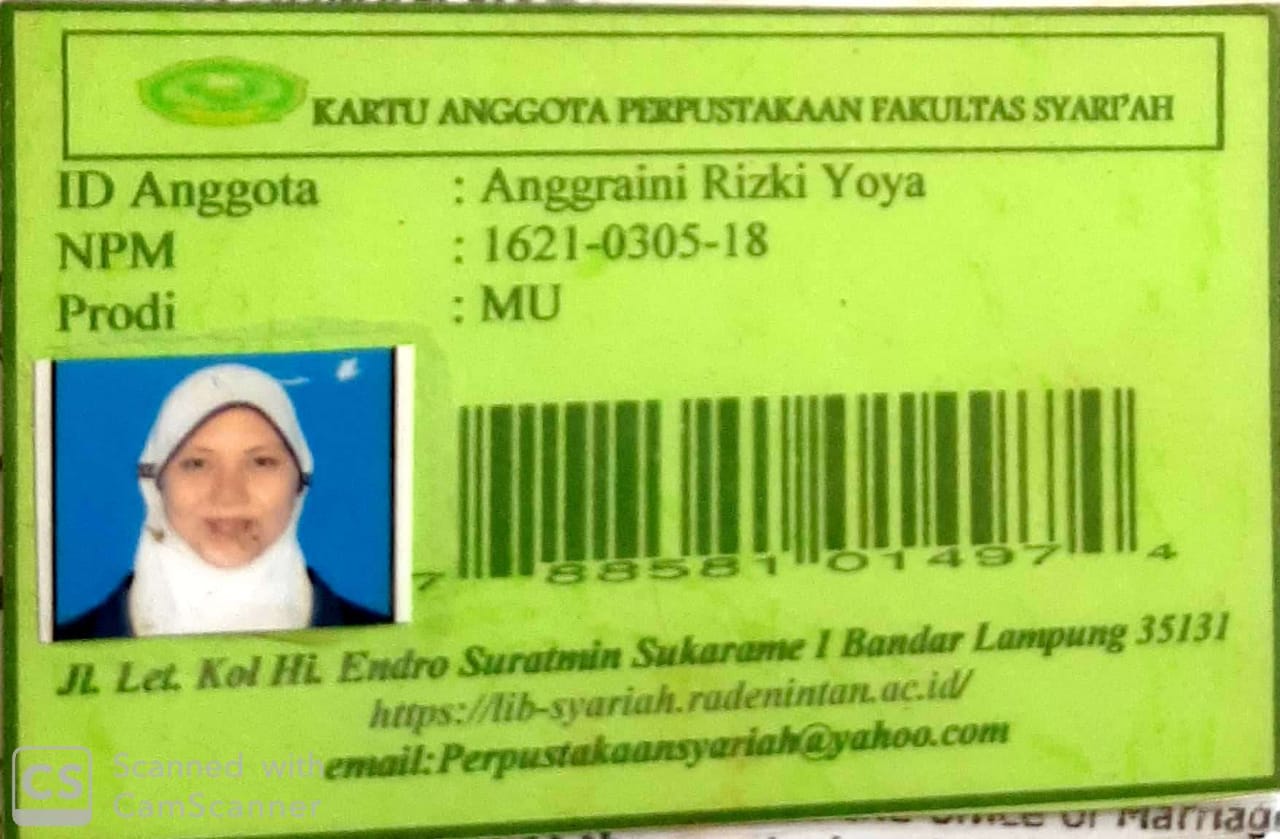 KARTU ANGGOTA PERPUSTAKAAN FAKULTAS SYARI'AH
ID Anggota : Anggraini Rizki Yoya
NPM : 1621-0305-18
Prodi : MU
7 88581 01497 4
Jl. Let. Kol Hi. Endro Suratmin Sukarame I Bandar Lampung 35131
https://lib-syariah.radenintan.ac.id/
email:Perpustakaansyariah@yahoo.com
CS Scanned with
CamScanner
office of Marriag